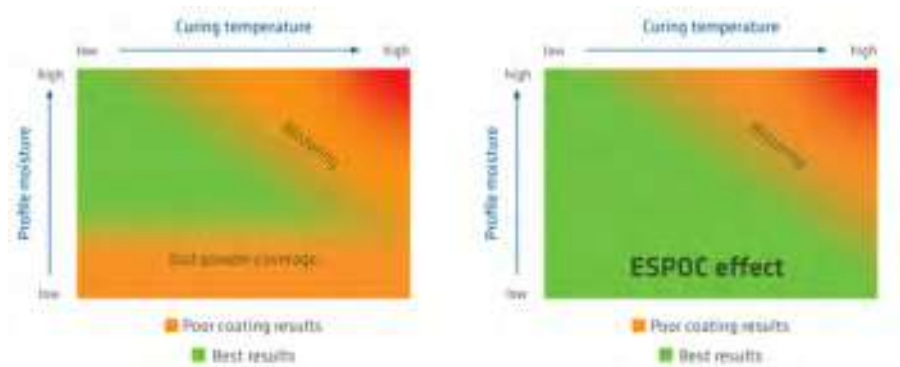 Curing temperature
low
high
high
Profile moisture
Blistering
Bad powder coverage
low
Poor coating results
Best results
Curing temperature
low
high
high
Profile moisture
Blistering
ESPOC effect
low
Poor coating results
Best results